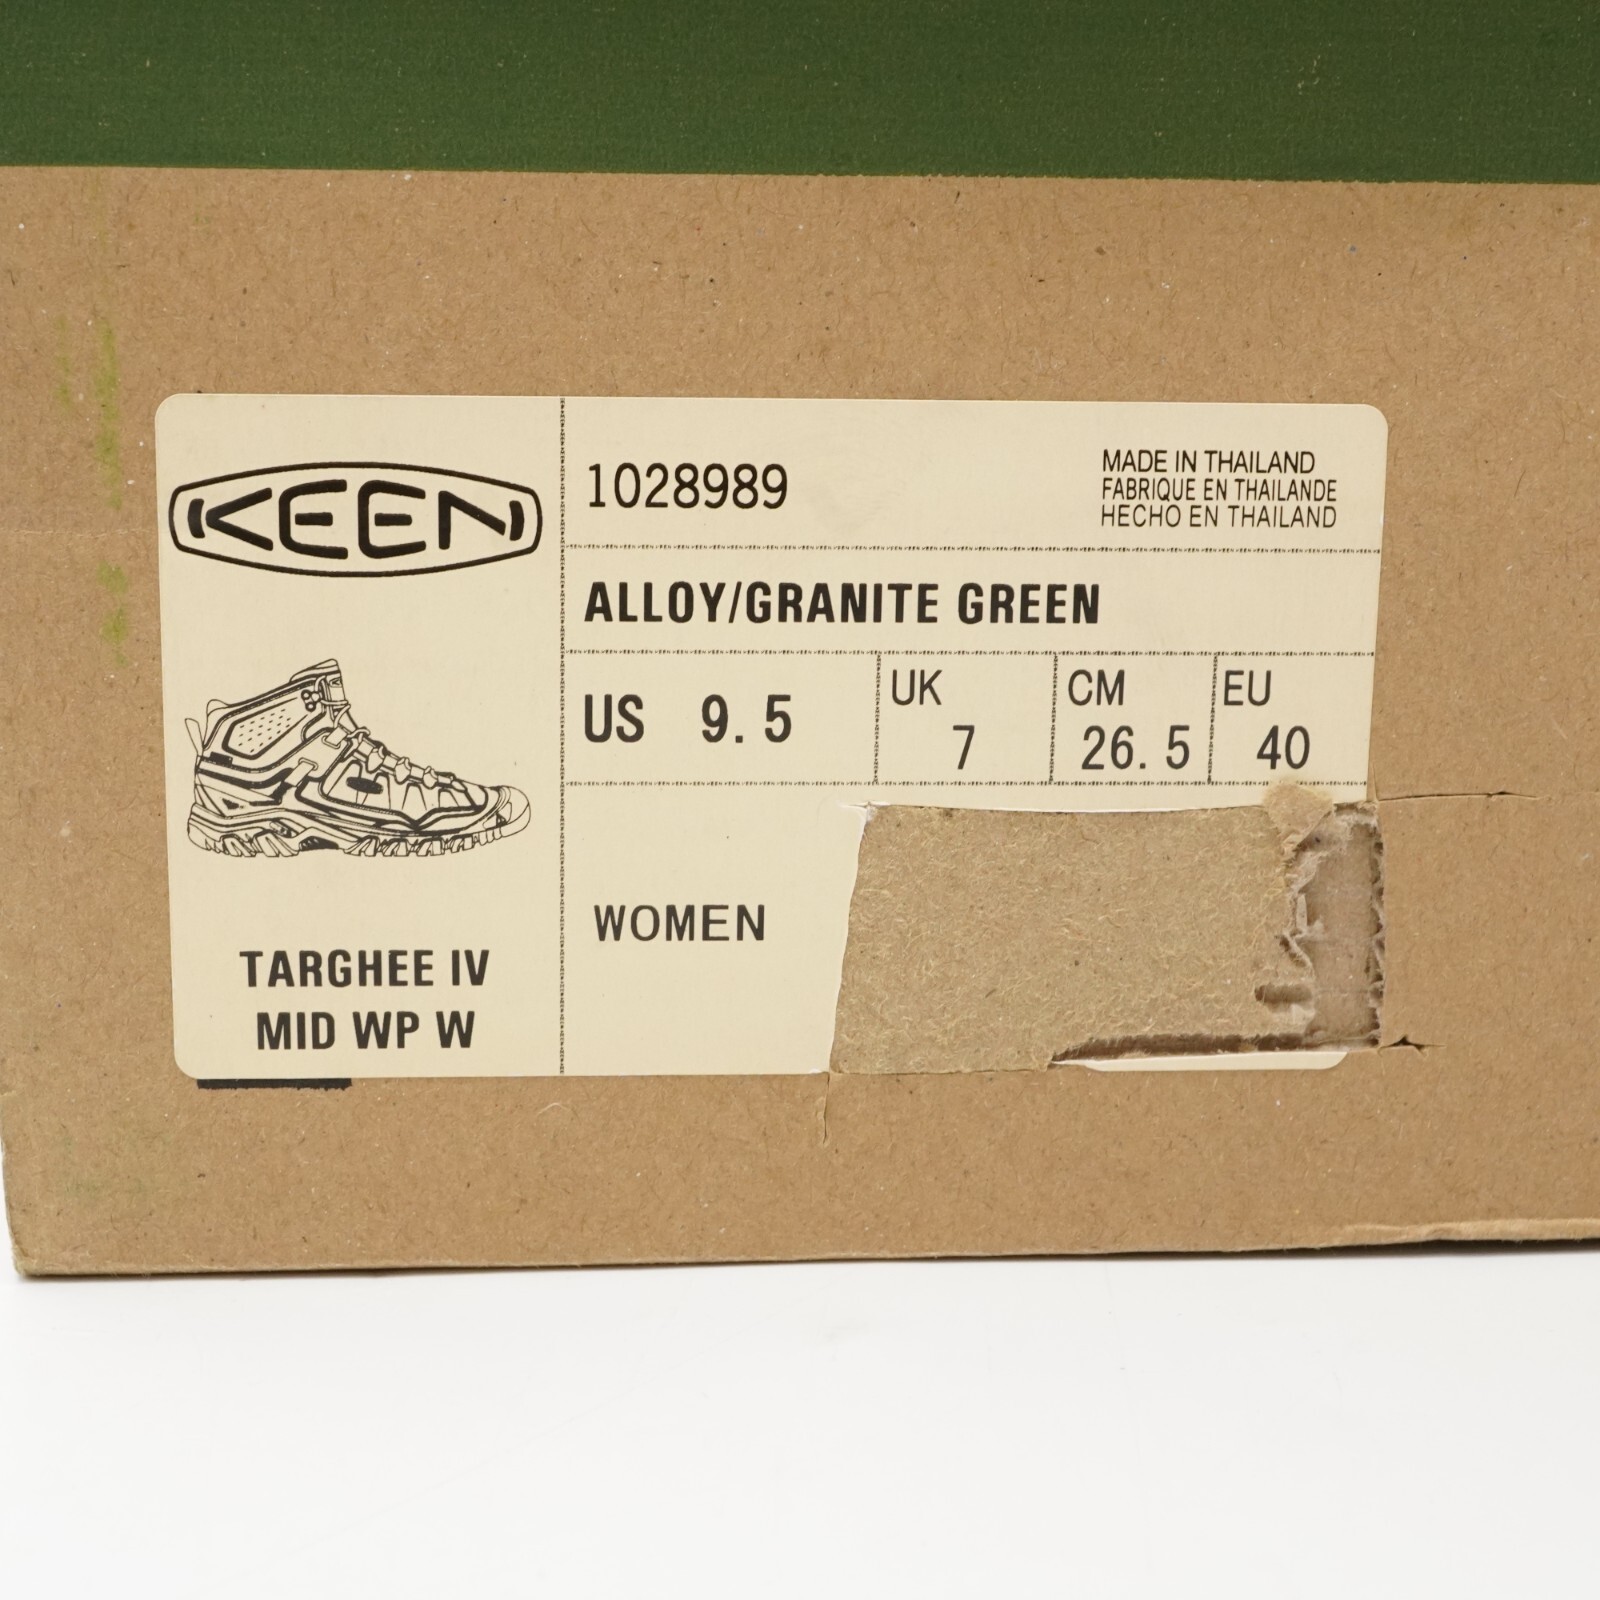 KEEN
TARGHEE IV
MID WP W
1028989
MADE IN THAILAND
FABRIQUE EN THAILANDE
HECHO EN THAILAND
ALLOY/GRANITE GREEN
US 9.5
UK
7
CM
26.5
EU
40
WOMEN